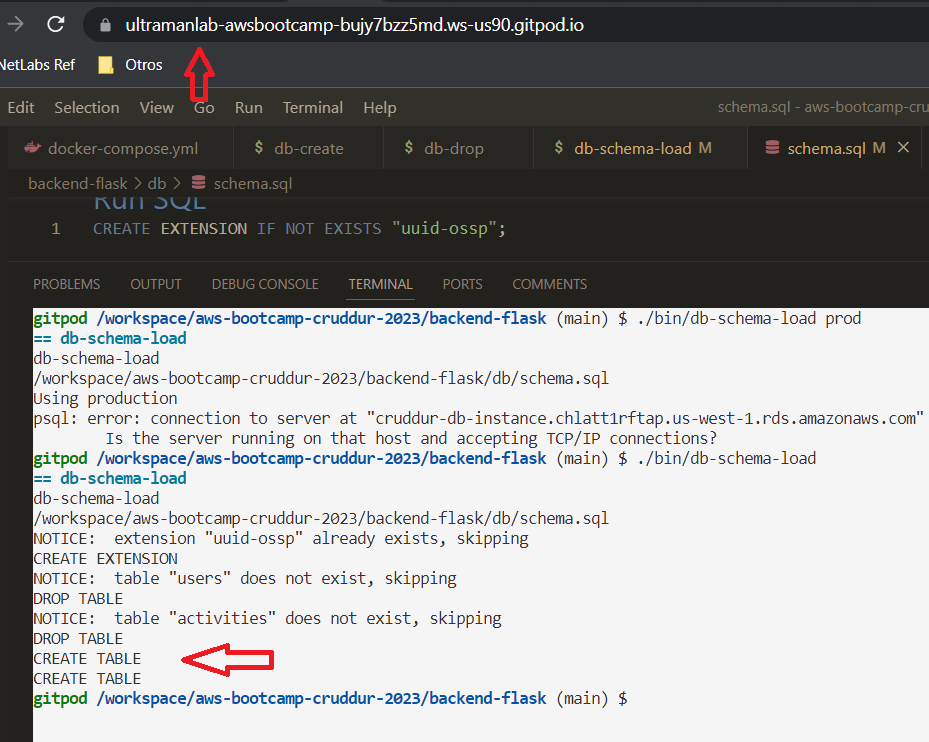 ultramanlab-awsbootcamp-bujy7bzz5md.ws-us90.gitpod.io
NetLabs Ref Otros
Edit Selection View Go Run Terminal Help schema.sql - aws-bootcamp-cru
docker-compose.yml $ db-create $ db-drop $ db-schema-load M schema.sql M
backend-flask > db > schema.sql
Run SQL
1 CREATE EXTENSION IF NOT EXISTS "uuid-ossp";
PROBLEMS OUTPUT DEBUG CONSOLE TERMINAL PORTS COMMENTS
gitpod /workspace/aws-bootcamp-cruddur-2023/backend-flask (main) $ ./bin/db-schema-load prod
== db-schema-load
db-schema-load
/workspace/aws-bootcamp-cruddur-2023/backend-flask/db/schema.sql
Using production
psql: error: connection to server at "cruddur-db-instance.chlatt1rftap.us-west-1.rds.amazonaws.com"
Is the server running on that host and accepting TCP/IP connections?
gitpod /workspace/aws-bootcamp-cruddur-2023/backend-flask (main) $ ./bin/db-schema-load
== db-schema-load
db-schema-load
/workspace/aws-bootcamp-cruddur-2023/backend-flask/db/schema.sql
NOTICE:  extension "uuid-ossp" already exists, skipping
CREATE EXTENSION
NOTICE:  table "users" does not exist, skipping
DROP TABLE
NOTICE:  table "activities" does not exist, skipping
DROP TABLE
CREATE TABLE
CREATE TABLE
gitpod /workspace/aws-bootcamp-cruddur-2023/backend-flask (main) $